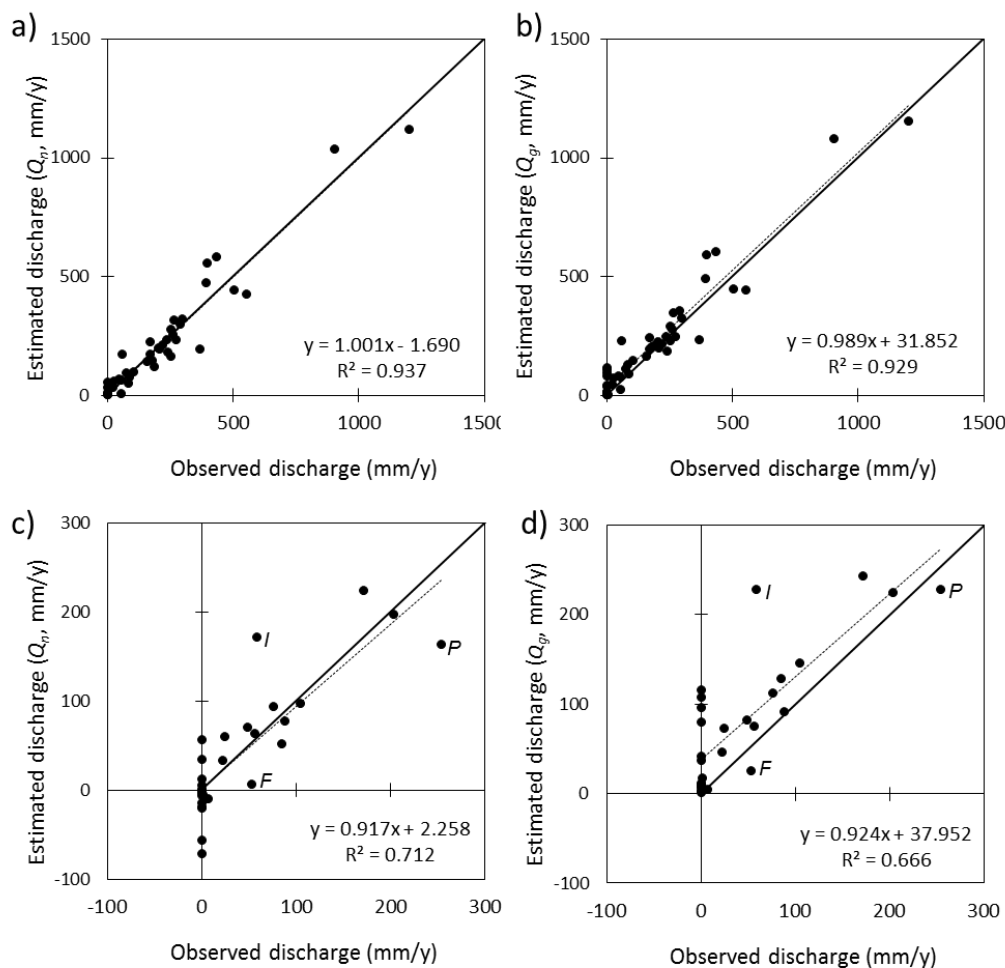 a)
Estimated discharge (Qn, mm/y)
1500
1000
500
0
0 500 1000 1500
y = 1.001x - 1.690
R² = 0.937
Observed discharge (mm/y)
b)
Estimated discharge (Qg, mm/y)
1500
1000
500
0
0 500 1000 1500
y = 0.989x + 31.852
R² = 0.929
Observed discharge (mm/y)
c)
Estimated discharge (Qn, mm/y)
300
200
100
0
-100
-100 0 100 200 300
I
P
F
y = 0.917x + 2.258
R² = 0.712
Observed discharge (mm/y)
d)
Estimated discharge (Qg, mm/y)
300
200
100
0
-100
-100 0 100 200 300
I
P
F
y = 0.924x + 37.952
R² = 0.666
Observed discharge (mm/y)